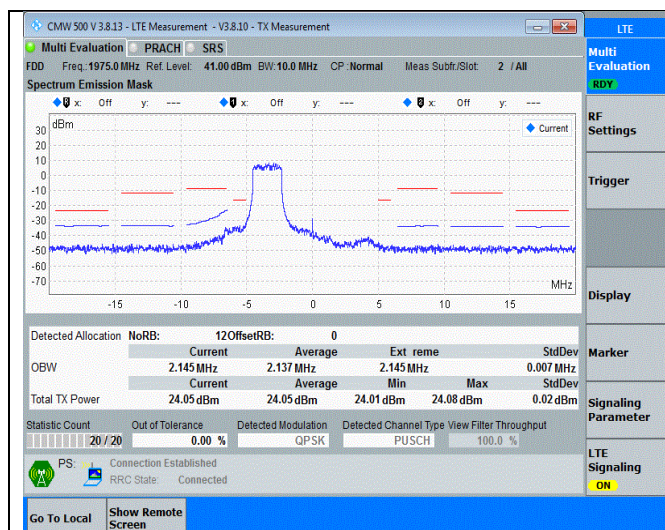 CMW 500 V 3.8.13 - LTE Measurement - V3.8.10 - TX Measurement
LTE
Multi Evaluation PRACH SRS
Multi Evaluation
RDY
FDD Freq.:1975.0 MHz Ref. Level: 41.00 dBm BW:10.0 MHz CP :Normal Meas Subfr./Slot: 2 / All
Spectrum Emission Mask
x: Off y: --- x: Off y: --- x: Off y: ---
dBm
Current
30
20
10
0
-10
-20
-30
-40
-50
-60
-70
MHz
-15 -10 -5 0 5 10 15
RF Settings
Trigger
Display
Marker
Signaling Parameter
LTE Signaling
ON
Detected Allocation NoRB: 12OffsetRB: 0
Current Average Ext reme StdDev
OBW 2.145 MHz 2.137 MHz 2.145 MHz 0.007 MHz
Current Average Min Max StdDev
Total TX Power 24.05 dBm 24.05 dBm 24.01 dBm 24.08 dBm 0.02 dBm
Statistic Count Out of Tolerance Detected Modulation Detected Channel Type View Filter Throughput
20 / 20 0.00 % QPSK PUSCH 100.0 %
PS: Connection Established
RRC State: Connected
Go To Local
Show Remote Screen